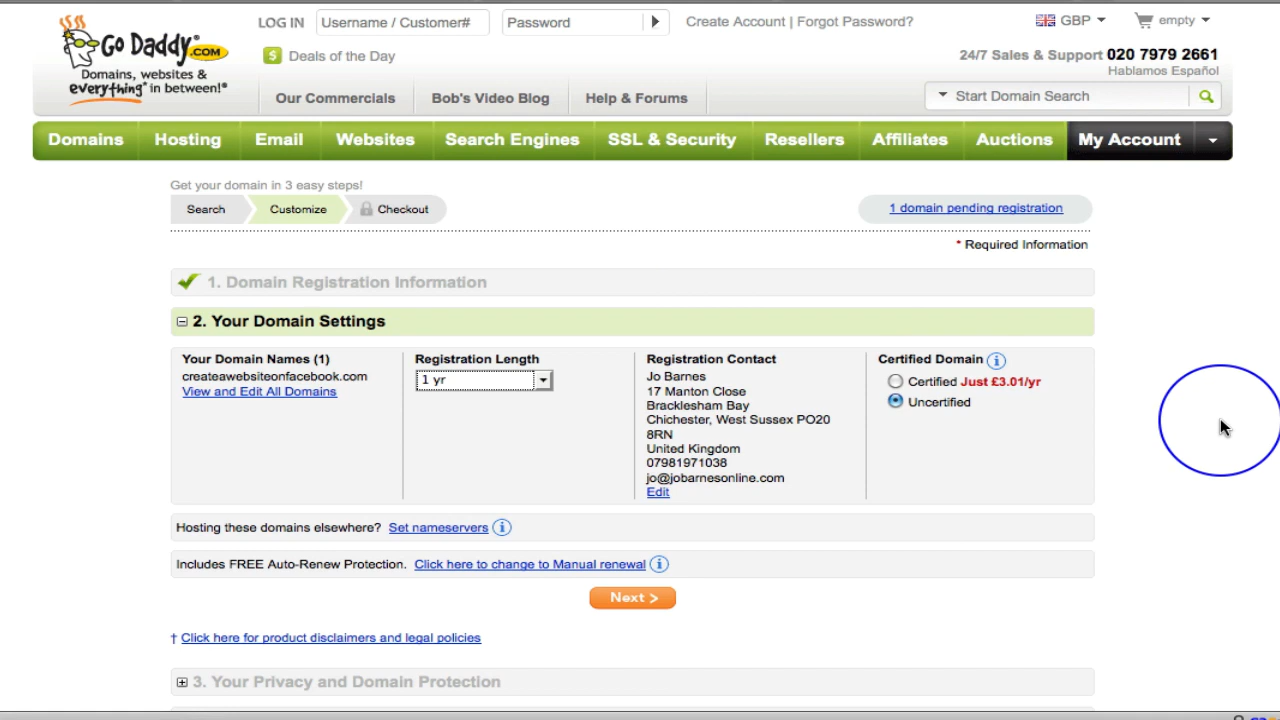 LOG IN Username / Customer# Password Create Account | Forgot Password? GBP empty
Go Daddy .COM
Deals of the Day
24/7 Sales & Support 020 7979 2661
Hablamos Español
Domains, websites &
everything* in between!*
Our Commercials Bob's Video Blog Help & Forums Start Domain Search
Domains Hosting Email Websites Search Engines SSL & Security Resellers Affiliates Auctions My Account
Get your domain in 3 easy steps!
Search Customize Checkout 1 domain pending registration
* Required Information
1. Domain Registration Information
2. Your Domain Settings
Your Domain Names (1)
createawebsiteonfacebook.com
View and Edit All Domains
Registration Length
1 yr
Registration Contact
Jo Barnes
17 Manton Close
Bracklesham Bay
Chichester, West Sussex PO20
8RN
United Kingdom
07981971038
jo@jobarnesonline.com
Edit
Certified Domain i
Certified Just £3.01/yr
Uncertified
Hosting these domains elsewhere? Set nameservers i
Includes FREE Auto-Renew Protection. Click here to change to Manual renewal i
Next >
† Click here for product disclaimers and legal policies
3. Your Privacy and Domain Protection